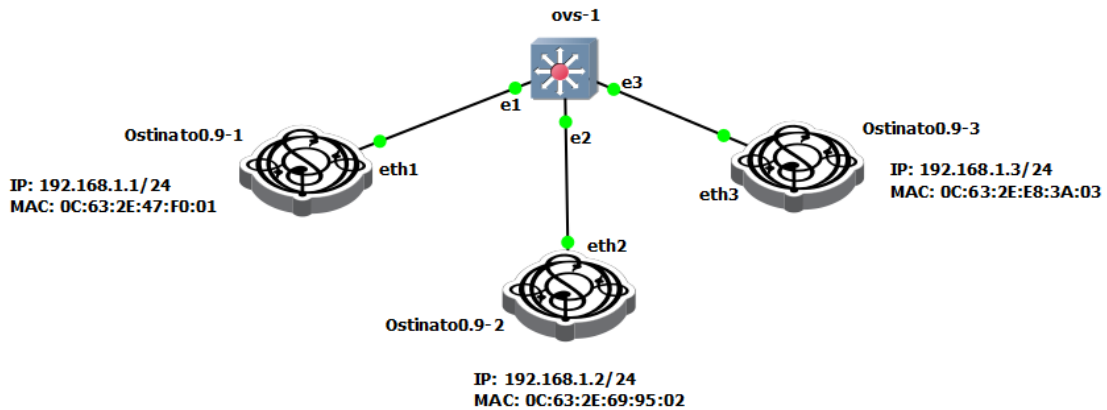 ovs-1
e1
e3
e2
Ostinato0.9-1
eth1
IP: 192.168.1.1/24
MAC: 0C:63:2E:47:F0:01
Ostinato0.9-3
eth3
IP: 192.168.1.3/24
MAC: 0C:63:2E:E8:3A:03
eth2
Ostinato0.9-2
IP: 192.168.1.2/24
MAC: 0C:63:2E:69:95:02